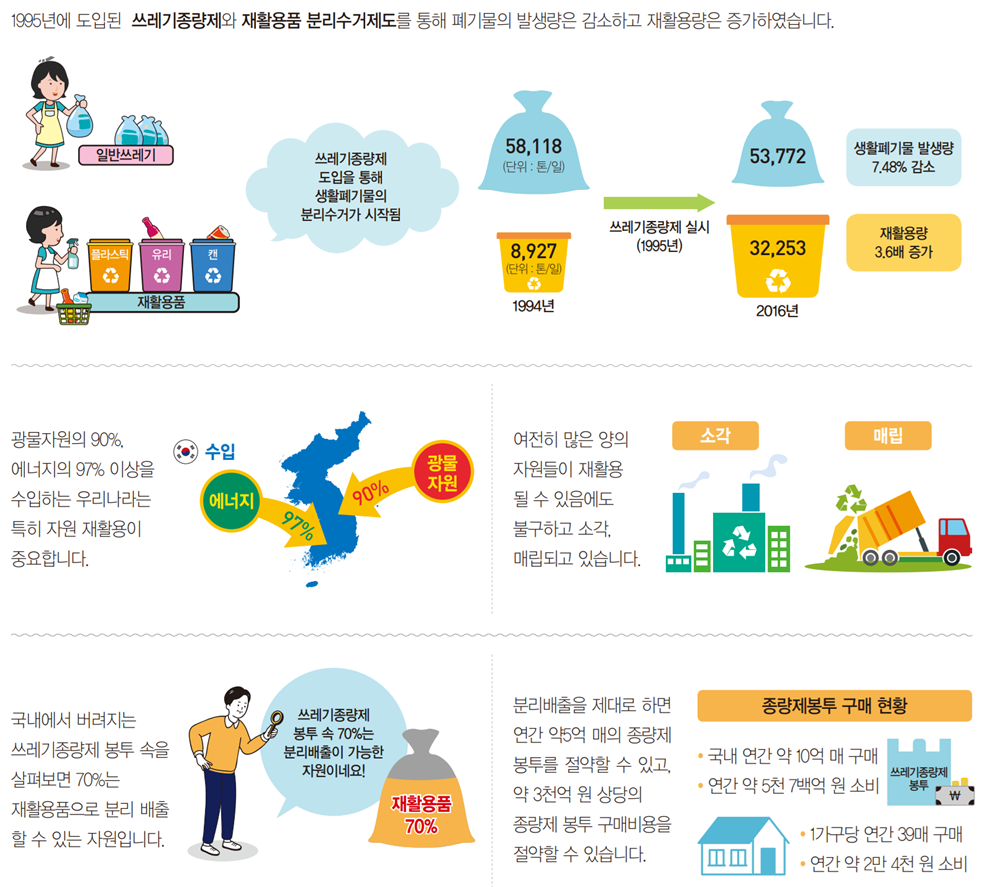 1995년에 도입된 쓰레기종량제와 재활용품 분리수거제도를 통해 폐기물의 발생량은 감소하고 재활용량은 증가하였습니다.
일반쓰레기
플라스틱
유리
캔
재활용품
쓰레기종량제
도입을 통해
생활폐기물의
분리수거가 시작됨
58,118
(단위 : 톤/일)
8,927
(단위 : 톤/일)
1994년
쓰레기종량제 실시
(1995년)
53,772
32,253
2016년
생활폐기물 발생량
7.48% 감소
재활용량
3.6배 증가
광물자원의 90%,
에너지의 97% 이상을
수입하는 우리나라는
특히 자원 재활용이
중요합니다.
수입
에너지
97%
90%
광물
자원
여전히 많은 양의
자원들이 재활용
될 수 있음에도
불구하고 소각,
매립되고 있습니다.
소각
매립
국내에서 버려지는
쓰레기종량제 봉투 속을
살펴보면 70%는
재활용품으로 분리 배출
할 수 있는 자원입니다.
쓰레기종량제
봉투 속 70%는
분리배출이 가능한
자원이네요!
재활용품
70%
분리배출을 제대로 하면
연간 약5억 매의 종량제
봉투를 절약할 수 있고,
약 3천억 원 상당의
종량제 봉투 구매비용을
절약할 수 있습니다.
종량제봉투 구매 현황
• 국내 연간 약 10억 매 구매
• 연간 약 5천 7백억 원 소비
쓰레기종량제
봉투
₩
• 1가구당 연간 39매 구매
• 연간 약 2만 4천 원 소비